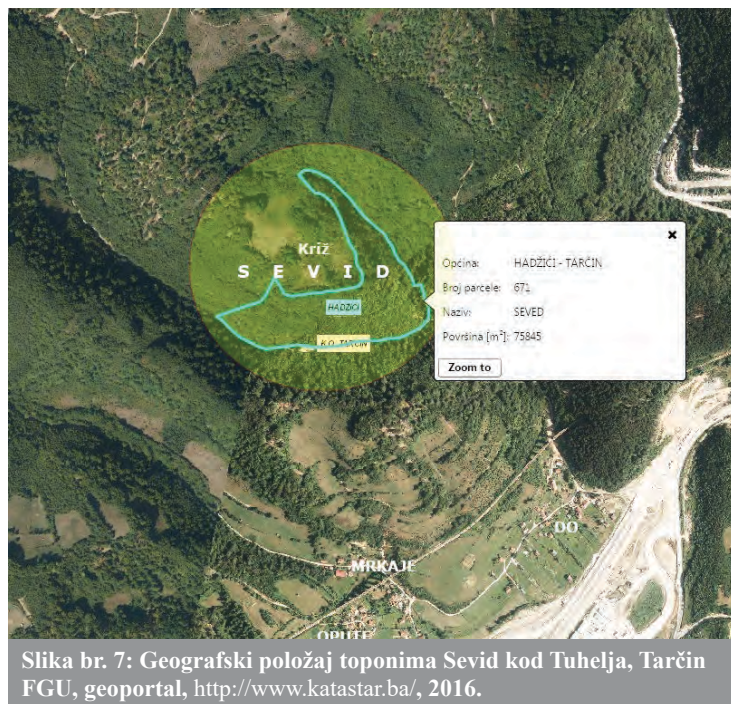 Križ
S E V I D
HADŽIĆI
K.O. TARČIN
✖
Općina: HADŽIĆI - TARČIN
Broj parcele: 671
Naziv: SEVED
Površina [m²]: 75845
Zoom to
DO
MRKAJE
OPUTE
Slika br. 7: Geografski položaj toponima Sevid kod Tuhelja, Tarčin
FGU, geoportal, http://www.katastar.ba/, 2016.